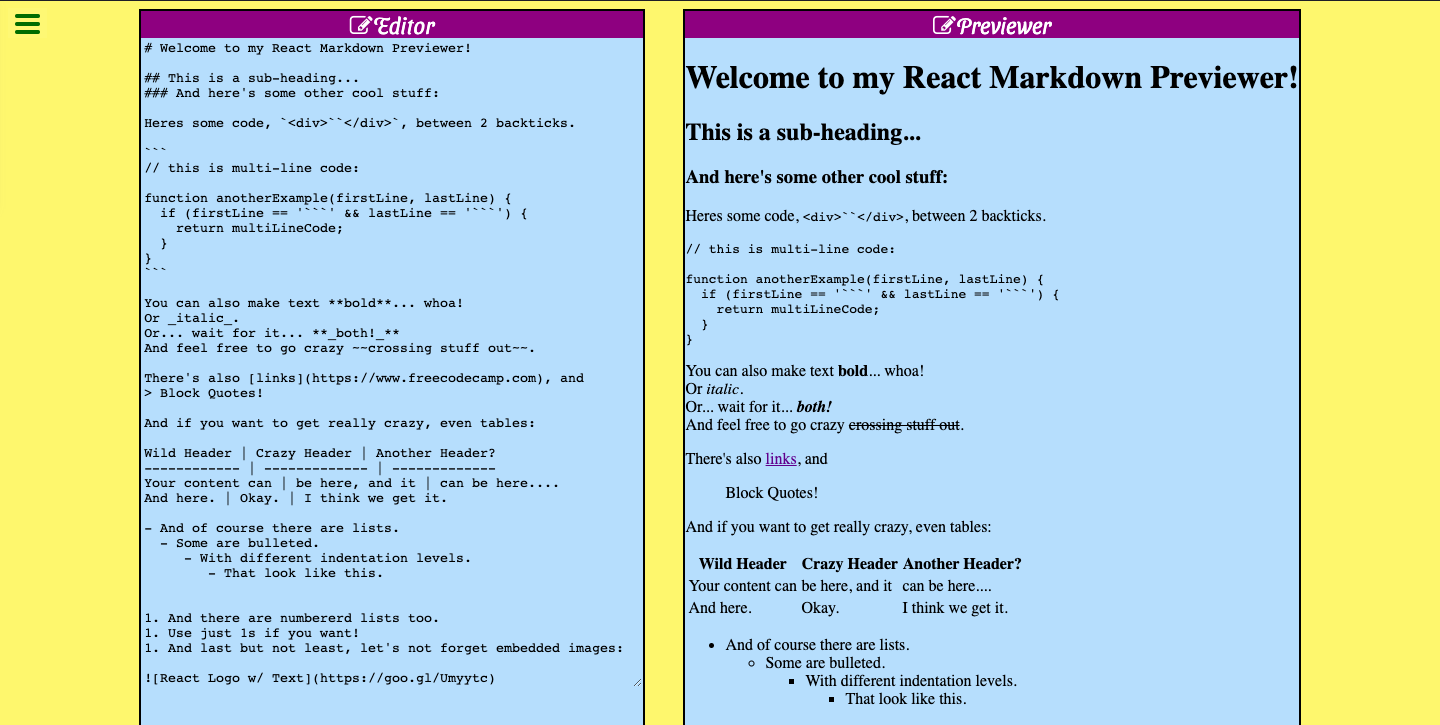 Editor
# Welcome to my React Markdown Previewer!
## This is a sub-heading...
### And here's some other cool stuff:
Heres some code, `<div>``</div>`, between 2 backticks.
```
// this is multi-line code:
function anotherExample(firstLine, lastLine) {
  if (firstLine == '```' && lastLine == '```') {
    return multiLineCode;
  }
}
```
You can also make text **bold**... whoa!
Or _italic_.
Or... wait for it... **_both!_**
And feel free to go crazy ~~crossing stuff out~~.
There's also [links](https://www.freecodecamp.com), and
> Block Quotes!
And if you want to get really crazy, even tables:
Wild Header | Crazy Header | Another Header?
------------ | ------------- | -------------
Your content can | be here, and it | can be here....
And here. | Okay. | I think we get it.
- And of course there are lists.
  - Some are bulleted.
     - With different indentation levels.
        - That look like this.
1. And there are numbererd lists too.
1. Use just 1s if you want!
1. And last but not least, let's not forget embedded images:
![React Logo w/ Text](https://goo.gl/Umyytc)
Previewer
Welcome to my React Markdown Previewer!
This is a sub-heading...
And here's some other cool stuff:
Heres some code, <div>``</div>, between 2 backticks.
// this is multi-line code:
function anotherExample(firstLine, lastLine) {
  if (firstLine == '```' && lastLine == '```') {
    return multiLineCode;
  }
}
You can also make text bold... whoa!
Or italic.
Or... wait for it... both!
And feel free to go crazy crossing stuff out.
There's also links, and
Block Quotes!
And if you want to get really crazy, even tables:
Wild Header Crazy Header Another Header?
Your content can be here, and it can be here....
And here. Okay. I think we get it.
• And of course there are lists.
◦ Some are bulleted.
▪ With different indentation levels.
▪ That look like this.